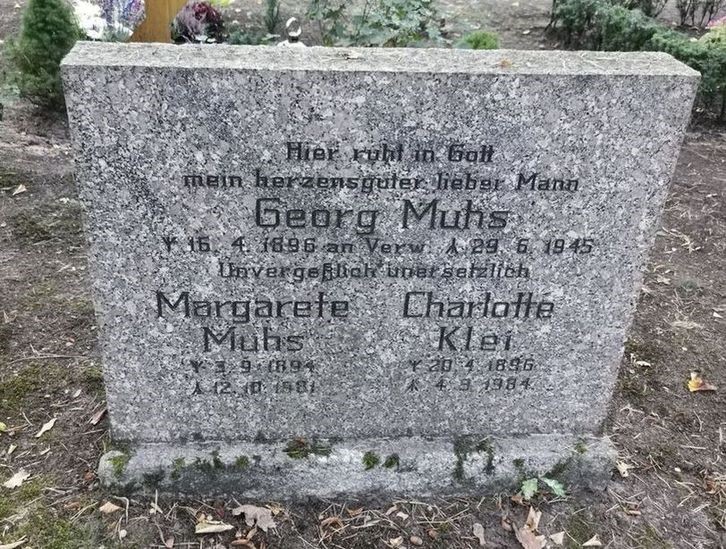 Hier ruht in Gott
mein herzensguter lieber Mann
Georg Muhs
ᛉ 16. 4. 1896 an Verw. ᛣ 29. 6. 1945
Unvergeßlich unersetzlich
Margarete
Muhs
ᛉ 3. 9. 1894
ᛣ 12. 10. 1981
Charlotte
Klei
ᛉ 20. 4. 1896
ᛣ 4. 9. 1984